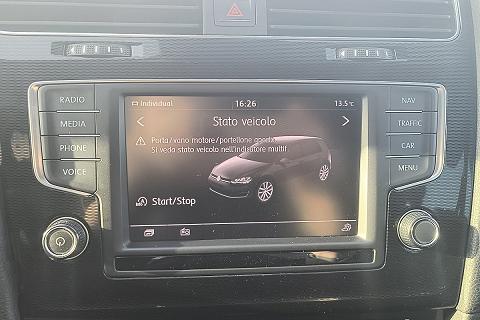 Individual 16:26 13.5°C
RADIO
MEDIA
PHONE
VOICE
< Stato veicolo >
Porta/vano motore/portellone aperti.
Si veda stato veicolo nell'indicatore multif.
Start/Stop
NAV
TRAFFIC
CAR
MENU